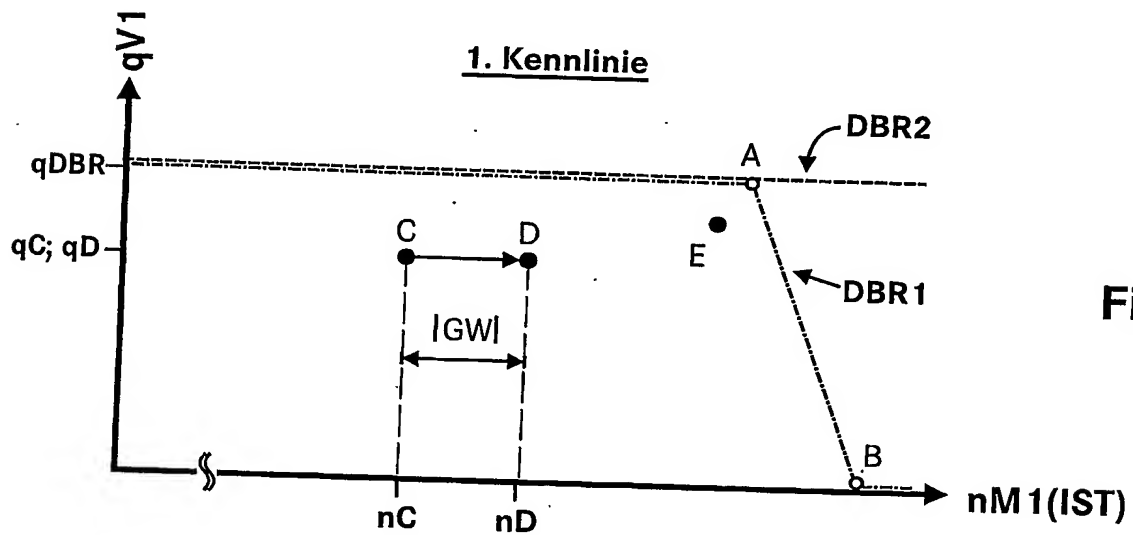 qV1
1. Kennlinie
DBR2
qDBR
A
qC; qD
C
D
E
DBR1
|GW|
Fi
B
nC
nD
nM1(IST)